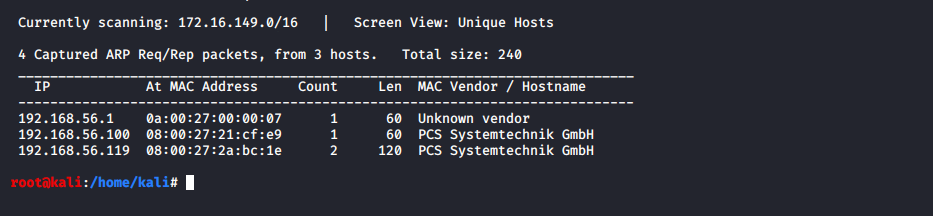 Currently scanning: 172.16.149.0/16   |   Screen View: Unique Hosts
4 Captured ARP Req/Rep packets, from 3 hosts.   Total size: 240
_____________________________________________________________________________
IP            At MAC Address     Count     Len  MAC Vendor / Hostname
-----------------------------------------------------------------------------
192.168.56.1    0a:00:27:00:00:07      1      60  Unknown vendor
192.168.56.100  08:00:27:21:cf:e9      1      60  PCS Systemtechnik GmbH
192.168.56.119  08:00:27:2a:bc:1e      2     120  PCS Systemtechnik GmbH
root@kali:/home/kali#